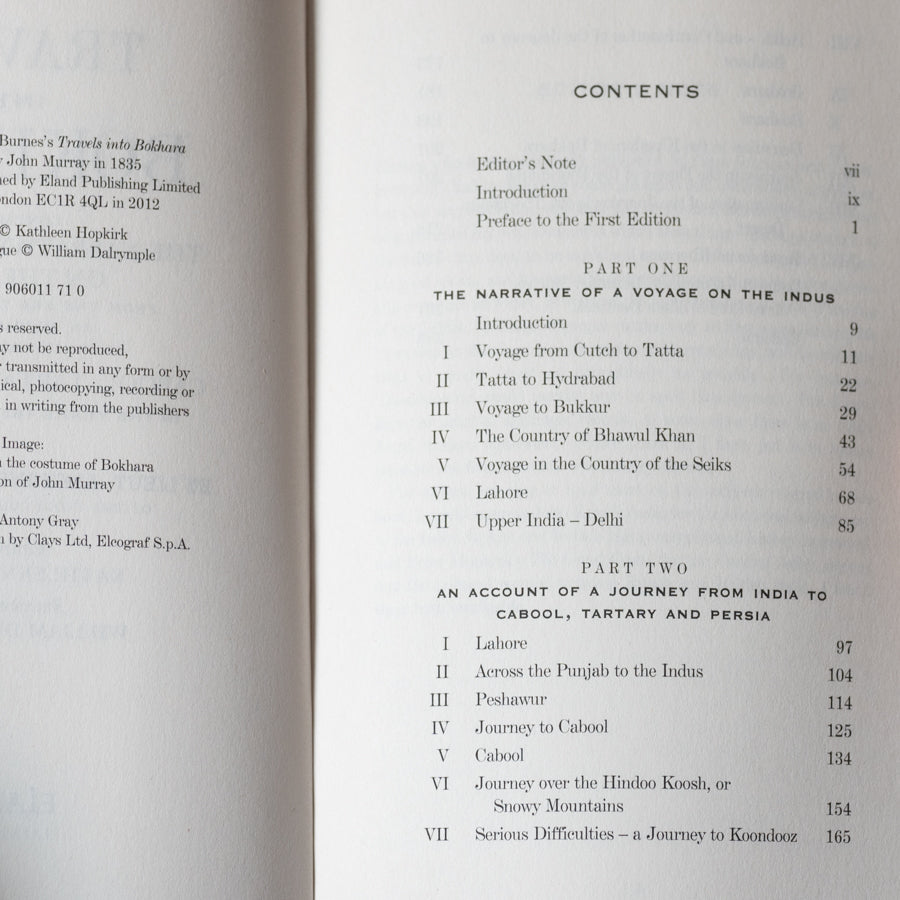 Burnes's Travels into Bokhara
John Murray in 1835
by Eland Publishing Limited
EC1R 4QL in 2012
© Kathleen Hopkirk
© William Dalrymple
906011 71 0
reserved.
not be reproduced,
transmitted in any form or by
photocopying, recording or
in writing from the publishers
Image:
the costume of Bokhara
of John Murray
Antony Gray
by Clays Ltd, Elcograf S.p.A.
CONTENTS
Editor's Note vii
Introduction ix
Preface to the First Edition 1
PART ONE
THE NARRATIVE OF A VOYAGE ON THE INDUS
Introduction 9
I Voyage from Cutch to Tatta 11
II Tatta to Hydrabad 22
III Voyage to Bukkur 29
IV The Country of Bhawul Khan 43
V Voyage in the Country of the Seiks 54
VI Lahore 68
VII Upper India – Delhi 85
PART TWO
AN ACCOUNT OF A JOURNEY FROM INDIA TO
CABOOL, TARTARY AND PERSIA
I Lahore 97
II Across the Punjab to the Indus 104
III Peshawur 114
IV Journey to Cabool 125
V Cabool 134
VI Journey over the Hindoo Koosh, or
Snowy Mountains 154
VII Serious Difficulties – a Journey to Koondooz 165